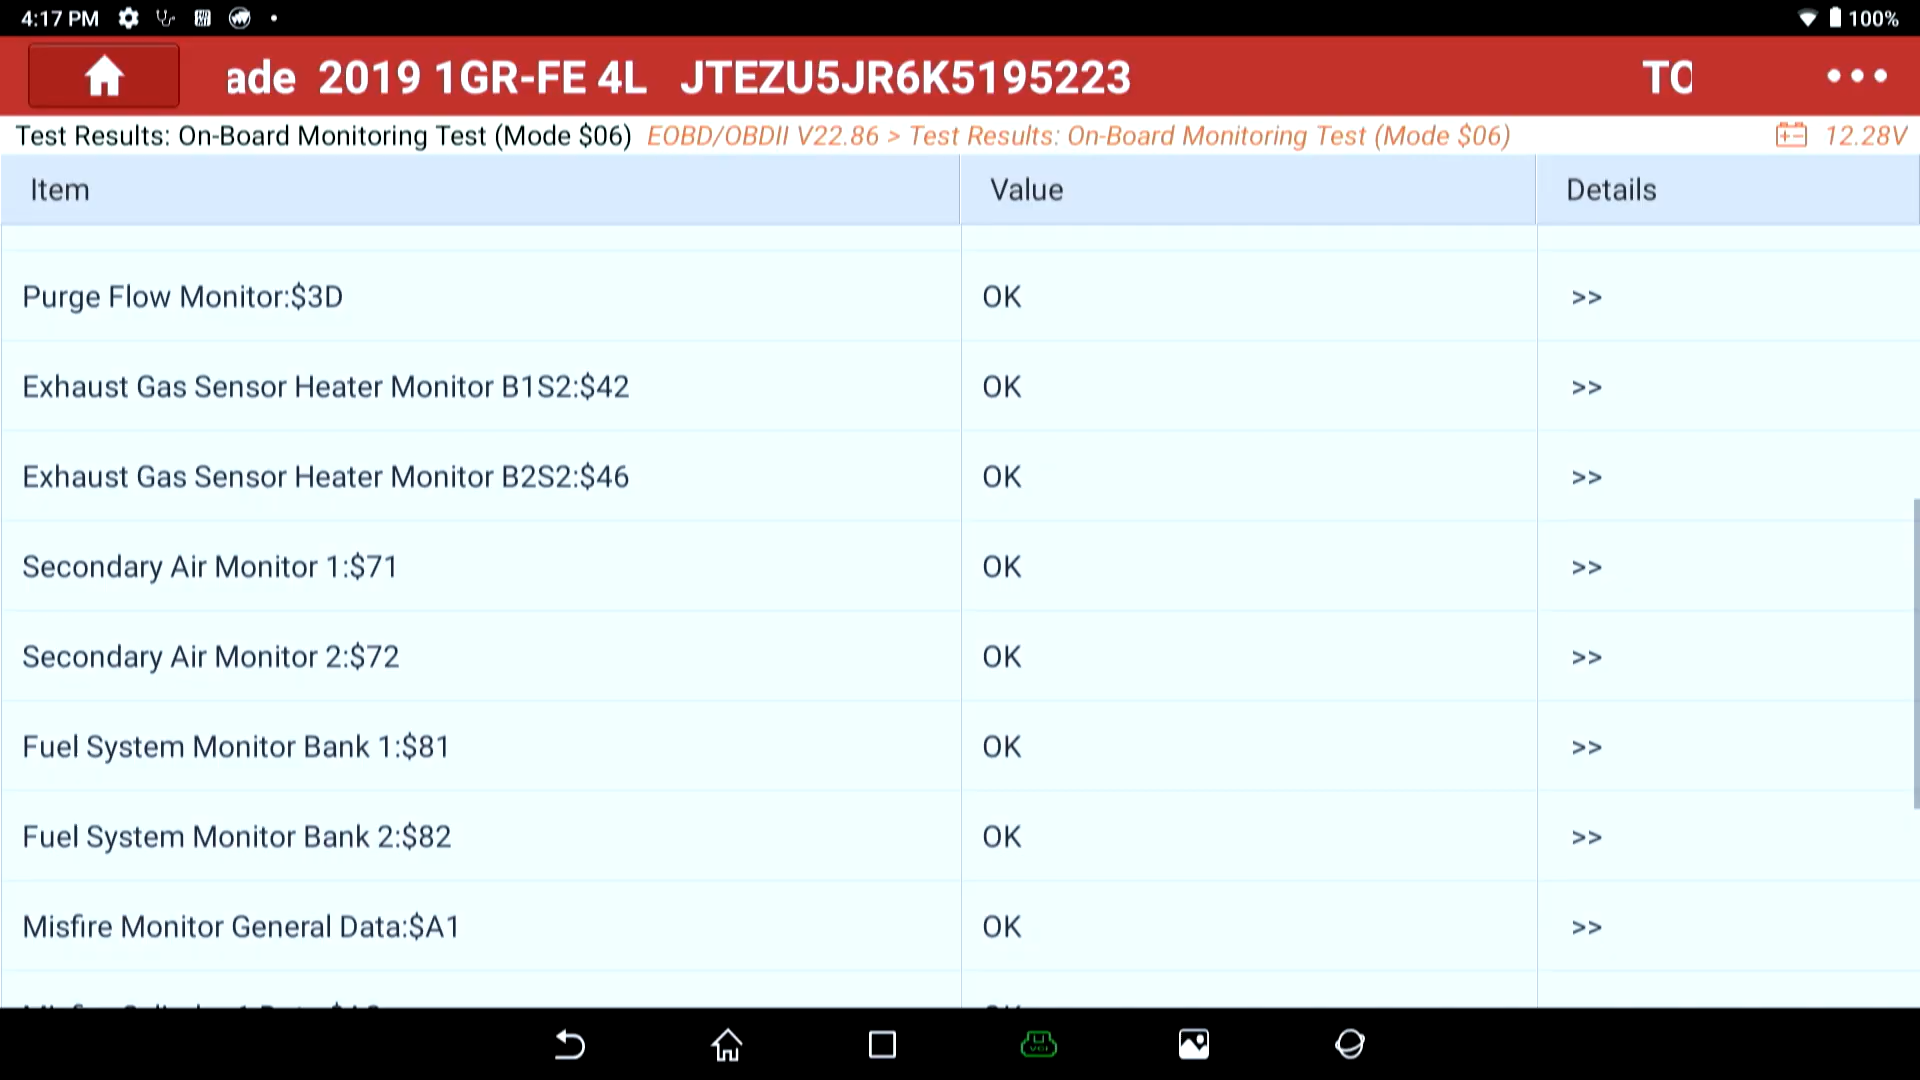 4:17 PM 100%
ade 2019 1GR-FE 4L JTEZU5JR6K5195223 TO
Test Results: On-Board Monitoring Test (Mode $06) EOBD/OBDII V22.86 > Test Results: On-Board Monitoring Test (Mode $06) 12.28V
Item Value Details
Purge Flow Monitor:$3D OK >>
Exhaust Gas Sensor Heater Monitor B1S2:$42 OK >>
Exhaust Gas Sensor Heater Monitor B2S2:$46 OK >>
Secondary Air Monitor 1:$71 OK >>
Secondary Air Monitor 2:$72 OK >>
Fuel System Monitor Bank 1:$81 OK >>
Fuel System Monitor Bank 2:$82 OK >>
Misfire Monitor General Data:$A1 OK >>
VCI